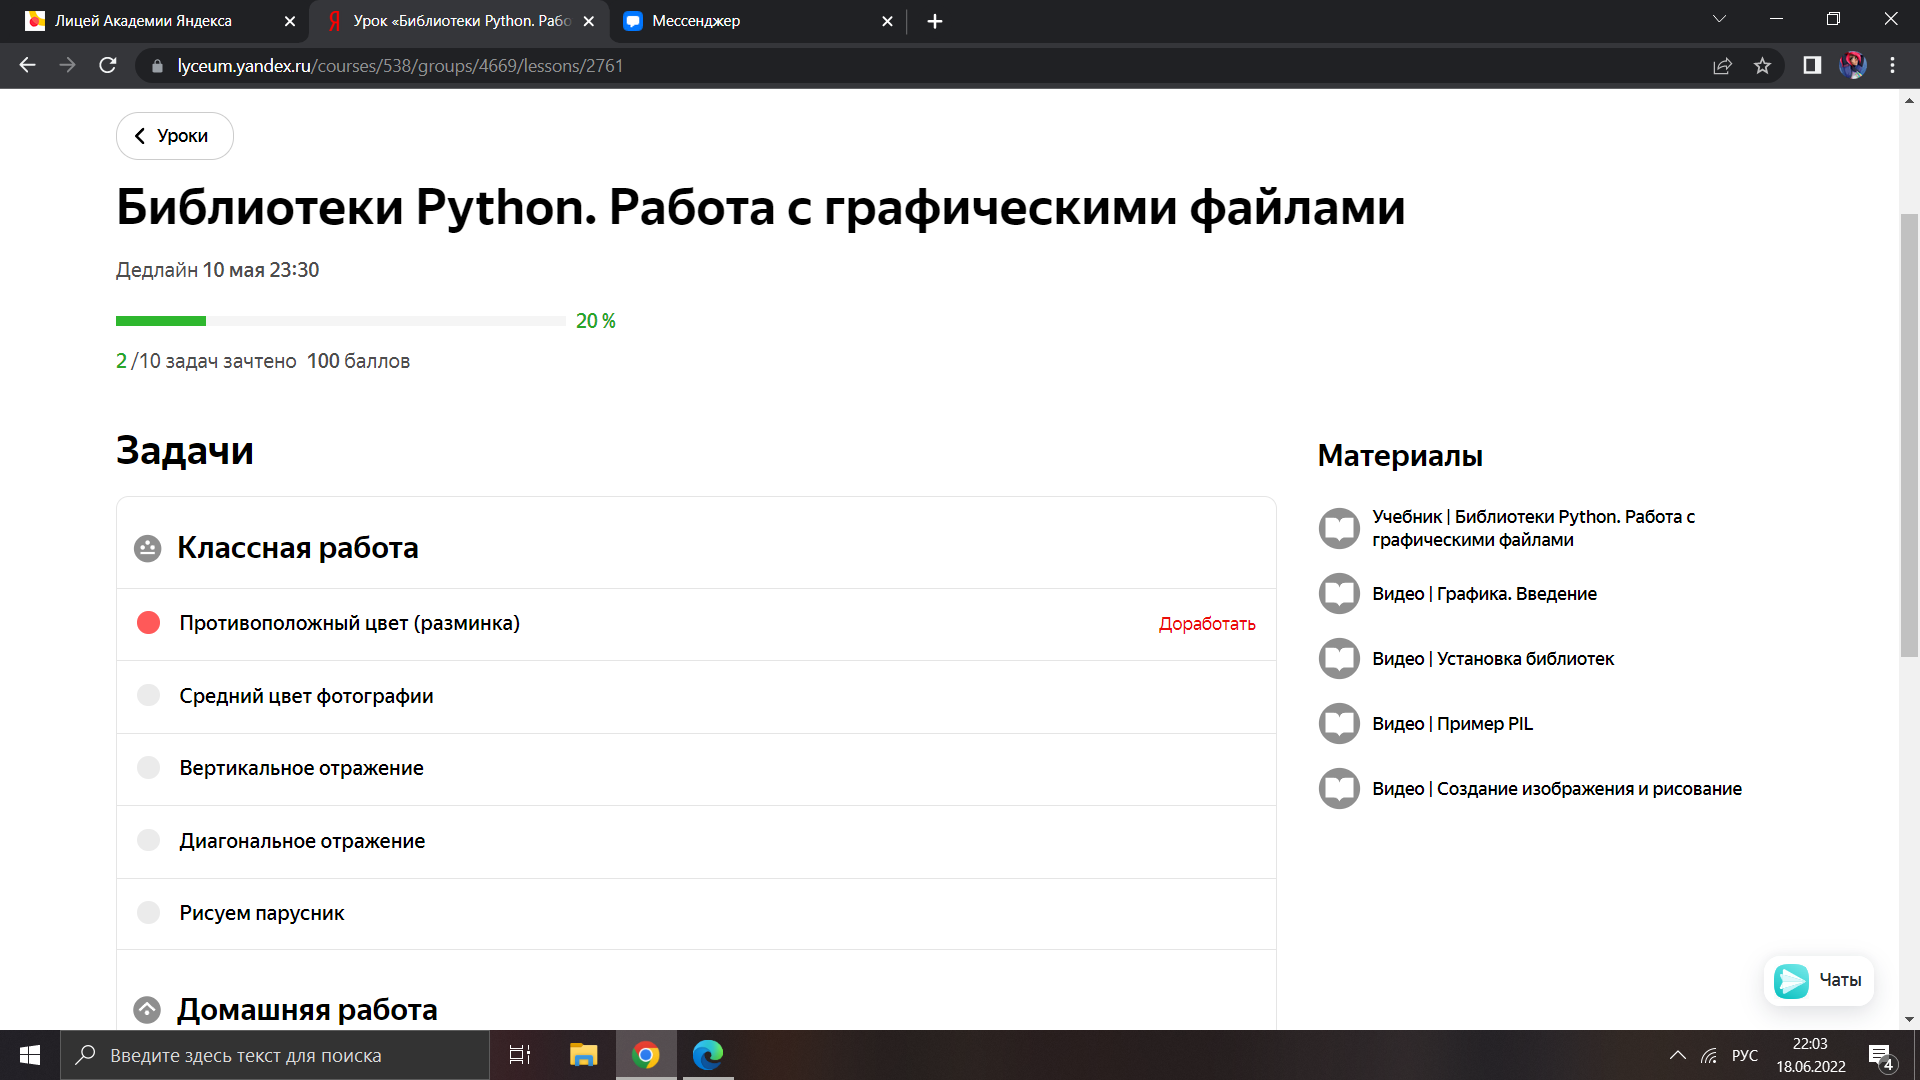 Лицей Академии Яндекса
Урок «Библиотеки Python. Рабо
Мессенджер
lyceum.yandex.ru/courses/538/groups/4669/lessons/2761
Уроки
Библиотеки Python. Работа с графическими файлами
Дедлайн 10 мая 23:30
20 %
2 /10 задач зачтено 100 баллов
Задачи
Классная работа
Противоположный цвет (разминка)
Доработать
Средний цвет фотографии
Вертикальное отражение
Диагональное отражение
Рисуем парусник
Домашняя работа
Материалы
Учебник | Библиотеки Python. Работа с
графическими файлами
Видео | Графика. Введение
Видео | Установка библиотек
Видео | Пример PIL
Видео | Создание изображения и рисование
Чаты
Введите здесь текст для поиска
РУС
22:03
18.06.2022
4